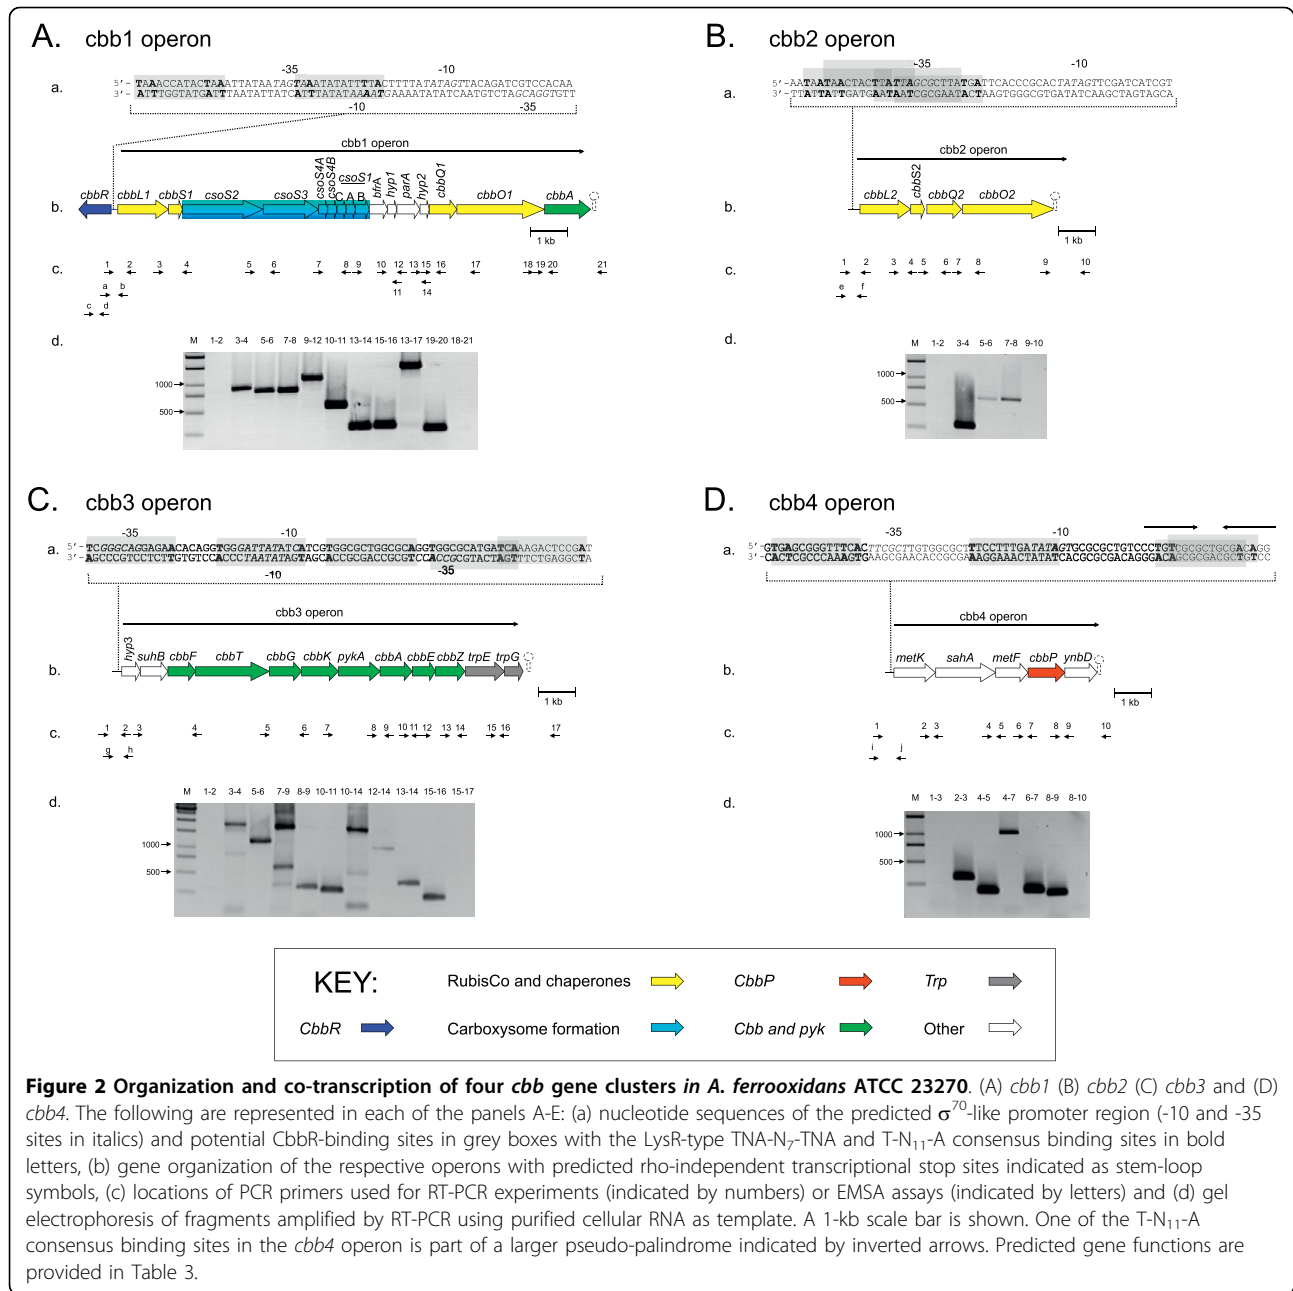 A. cbb1 operon
-35 -10
a. 5’- TAAACCATACTAAATTATAATAGTAAATATATTTTACTTTTATATAGTTACAGATCGTCCACAA
3’- ATTTGGTATGATTTAATATTATCATTTATATAAAATGAAAATATATCAATGTCTAGCAGGTGTT
-10 -35
cbb1 operon
cbbR cbbL1 cbbS1 csoS2 csoS3 csoS4A csoS4B csoS1 C A B bfrA hyp1 parA hyp2 cbbQ1 cbbO1 cbbA
b.
1 kb
c. 1 2 3 4 5 6 7 8 9 10 12 13 15 16 17 18 19 20 21
a b 11 14
c d
d. M 1-2 3-4 5-6 7-8 9-12 10-11 13-14 15-16 13-17 19-20 18-21
1000
500
B. cbb2 operon
-35 -10
a. 5’-AATAATAACTACTTATTAGCGCTTATGATTCACCCGCACTATAGTTCGATCATCGT
3’-TTATTATTGATGAATAATCGCGAATACTAAGTGGGCGTGATATCAAGCTAGTAGCA
cbb2 operon
cbbL2 cbbS2 cbbQ2 cbbO2
b.
1 kb
c. 1 2 3 4 5 6 7 8 9 10
e f
d. M 1-2 3-4 5-6 7-8 9-10
1000
500
C. cbb3 operon
-35 -10
a. 5’- TCGGGCAGGAGAACACAGGTGGGATTATATCATCGTGGCGCTGGCGCAGGTGGCGCATGATCAAAGACTCCGAT
3’- AGCCCGTCCTCTTGTGTCCACCCTAATATAGTAGCACCGCGACCGCGTCCACCGCGTACTAGTTTCTGAGGCTA
-10 -35
cbb3 operon
hyp3 suhB cbbF cbbT cbbG cbbK pykA cbbA cbbE cbbZ trpE trpG
b.
1 kb
c. 1 2 3 4 5 6 7 8 9 10 11 12 13 14 15 16 17
g h
d. M 1-2 3-4 5-6 7-9 8-9 10-11 10-14 12-14 13-14 15-16 15-17
1000
500
D. cbb4 operon
-35 -10
a. 5’-GTGAGCGGGTTTCACTTCGCTTGTGGCGCTTTCCTTTGATATAGTGCGCGCTGTCCCTGTCGCGCTGCGACAGG
3’-CACTCGCCCAAAGTGAAGCGAACACCGCGAAAGGAAACTATATCACGCGCGACAGGGACAGCGCGACGCTGTCC
cbb4 operon
metK sahA metF cbbP ynbD
b.
1 kb
c. 1 2 3 4 5 6 7 8 9 10
i j
d. M 1-3 2-3 4-5 4-7 6-7 8-9 8-10
1000
500
KEY: RubisCo and chaperones CbbP Trp
CbbR Carboxysome formation Cbb and pyk Other
Figure 2 Organization and co-transcription of four cbb gene clusters in A. ferrooxidans ATCC 23270. (A) cbb1 (B) cbb2 (C) cbb3 and (D)
cbb4. The following are represented in each of the panels A-E: (a) nucleotide sequences of the predicted σ70-like promoter region (-10 and -35
sites in italics) and potential CbbR-binding sites in grey boxes with the LysR-type TNA-N7-TNA and T-N11-A consensus binding sites in bold
letters, (b) gene organization of the respective operons with predicted rho-independent transcriptional stop sites indicated as stem-loop
symbols, (c) locations of PCR primers used for RT-PCR experiments (indicated by numbers) or EMSA assays (indicated by letters) and (d) gel
electrophoresis of fragments amplified by RT-PCR using purified cellular RNA as template. A 1-kb scale bar is shown. One of the T-N11-A
consensus binding sites in the cbb4 operon is part of a larger pseudo-palindrome indicated by inverted arrows. Predicted gene functions are
provided in Table 3.